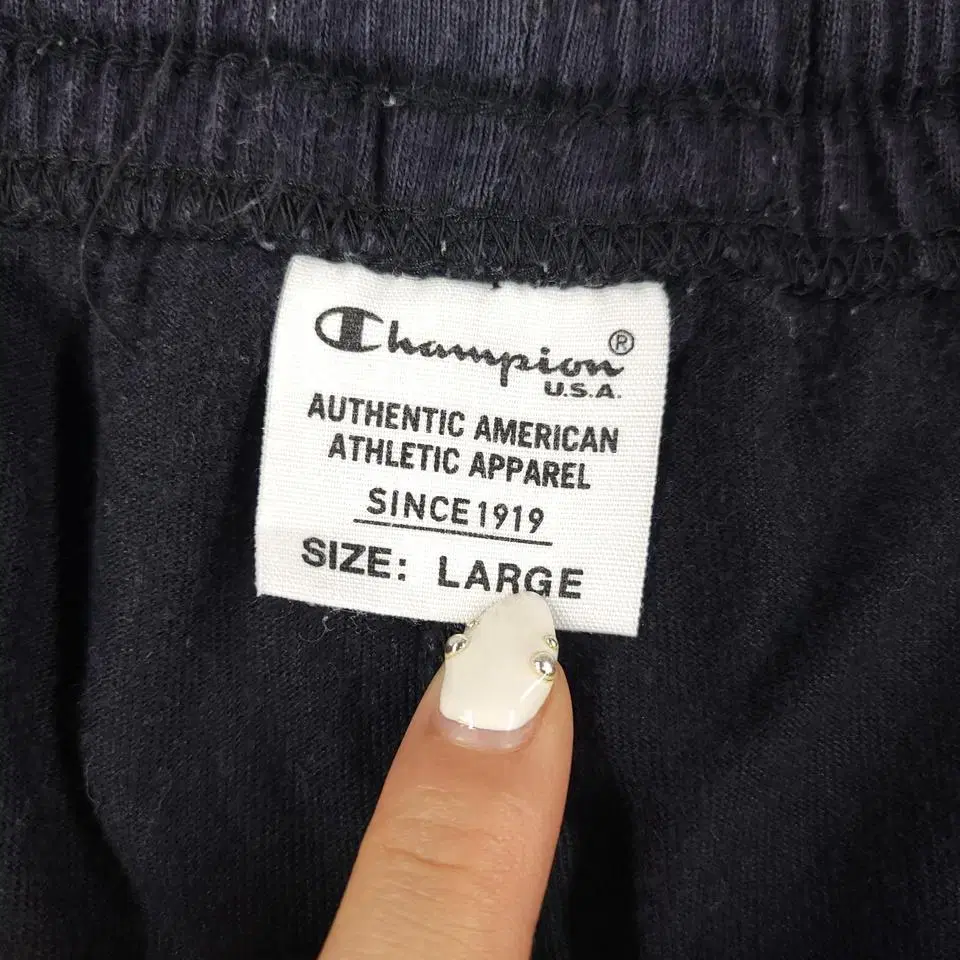 Champion®
U.S.A.
AUTHENTIC AMERICAN
ATHLETIC APPAREL
SINCE 1919
SIZE: LARGE